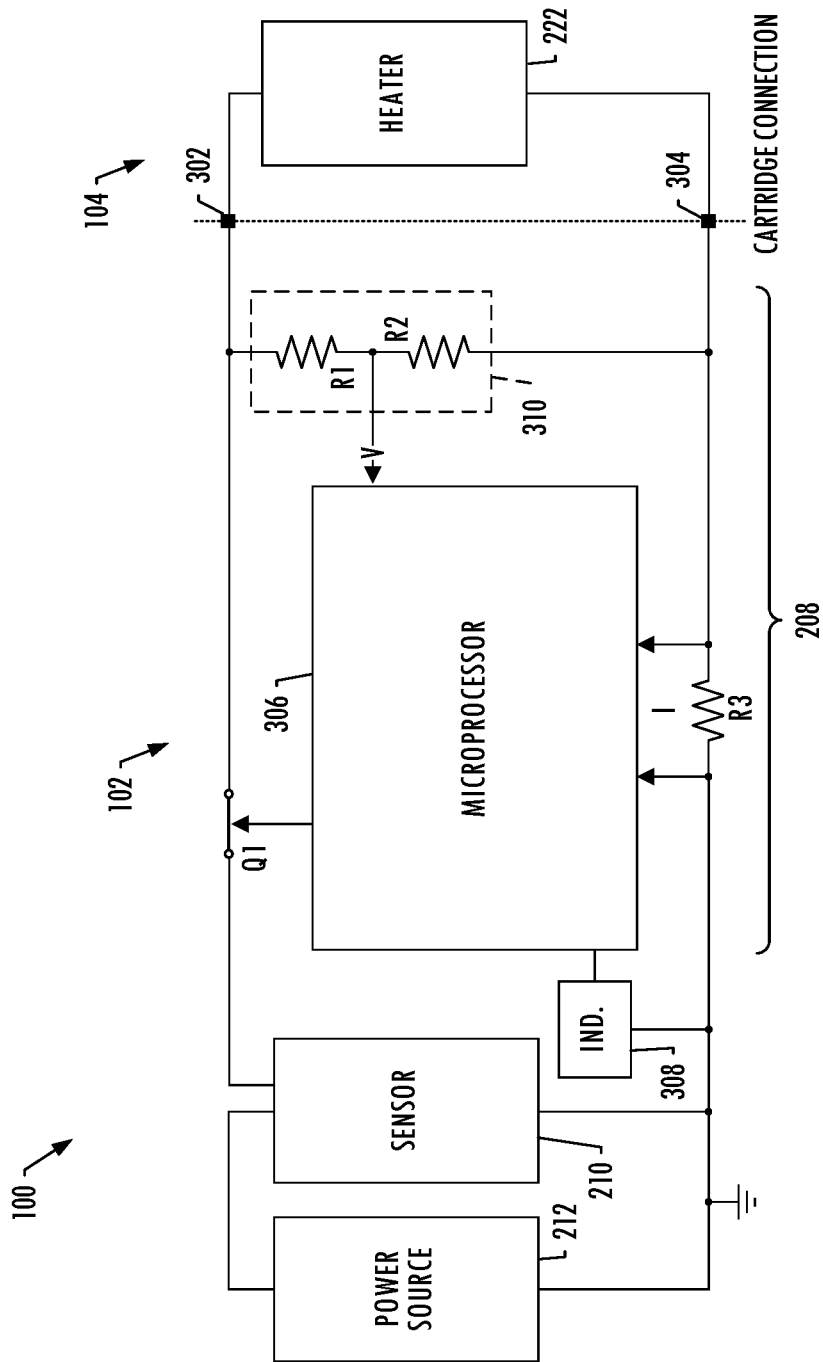 100
102
104
302
Q1
POWER
SOURCE
212
SENSOR
210
IND.
308
MICROPROCESSOR
306
V
R1
R2
310
HEATER
222
I
R3
304
208
CARTRIDGE CONNECTION